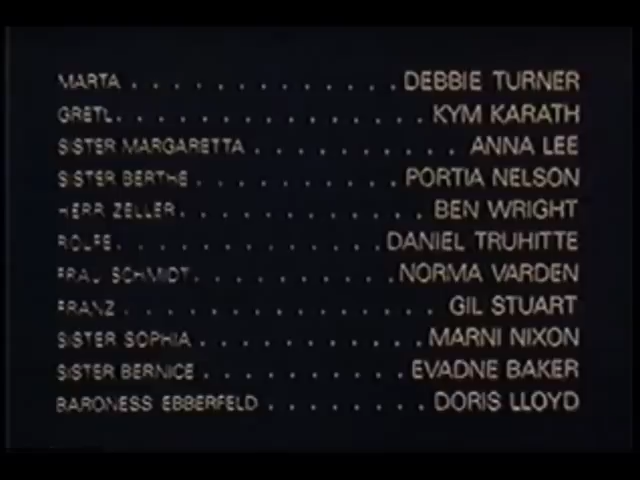 MARTA . . . . . . . . . . . . . DEBBIE TURNER
GRETL . . . . . . . . . . . . . . . KYM KARATH
SISTER MARGARETTA . . . . . . . . . . ANNA LEE
SISTER BERTHE . . . . . . . . . . PORTIA NELSON
HERR ZELLER . . . . . . . . . . . . BEN WRIGHT
ROLFE . . . . . . . . . . . . . DANIEL TRUHITTE
FRAU SCHMIDT . . . . . . . . . . NORMA VARDEN
FRANZ . . . . . . . . . . . . . . . GIL STUART
SISTER SOPHIA . . . . . . . . . . . MARNI NIXON
SISTER BERNICE . . . . . . . . . . EVADNE BAKER
BARONESS EBBERFELD . . . . . . . . DORIS LLOYD